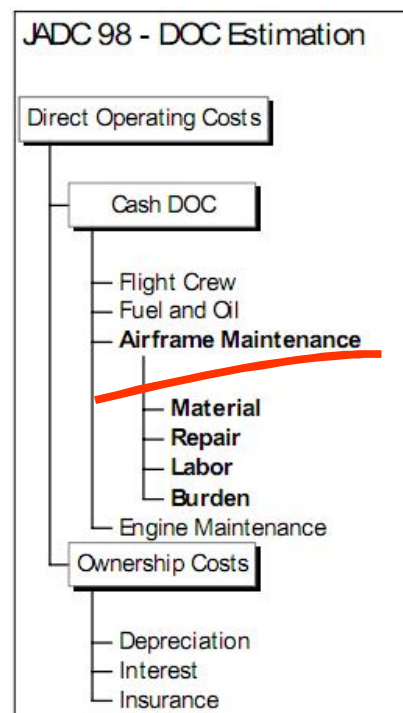 JADC 98 - DOC Estimation
Direct Operating Costs
Cash DOC
Flight Crew
Fuel and Oil
Airframe Maintenance
Material
Repair
Labor
Burden
Engine Maintenance
Ownership Costs
Depreciation
Interest
Insurance